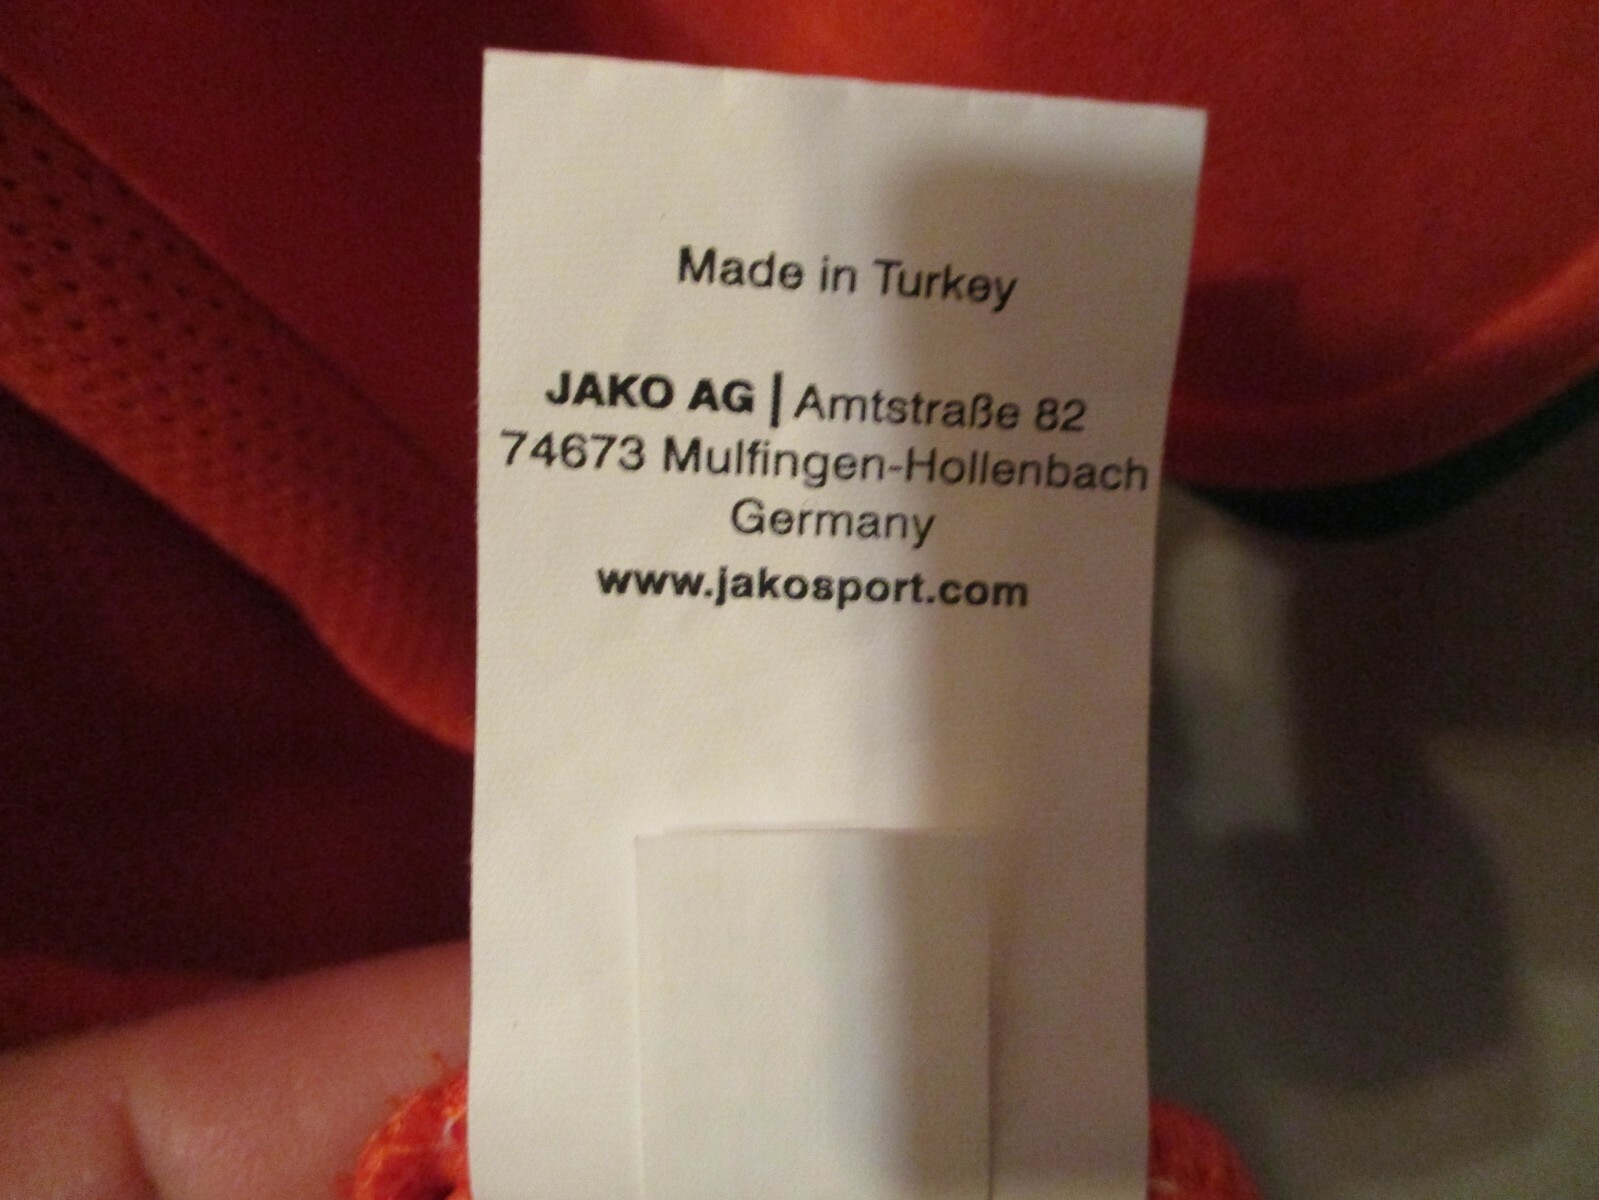 Made in Turkey
JAKO AG | Amtstraße 82
74673 Mulfingen-Hollenbach
Germany
www.jakosport.com